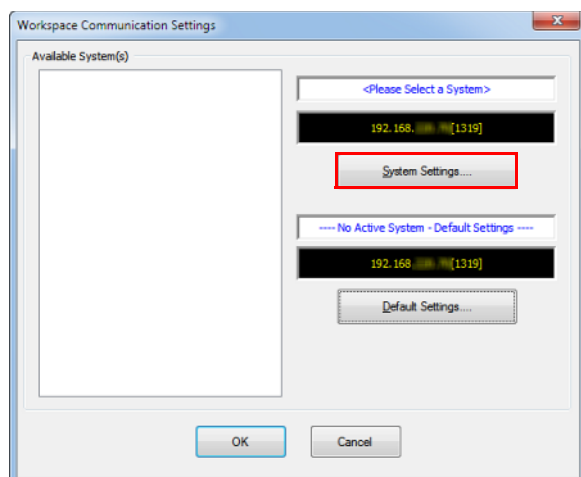 Workspace Communication Settings
Available System(s)
<Please Select a System>
192.168. [1319]
System Settings....
---- No Active System - Default Settings ----
192.168. [1319]
Default Settings....
OK
Cancel